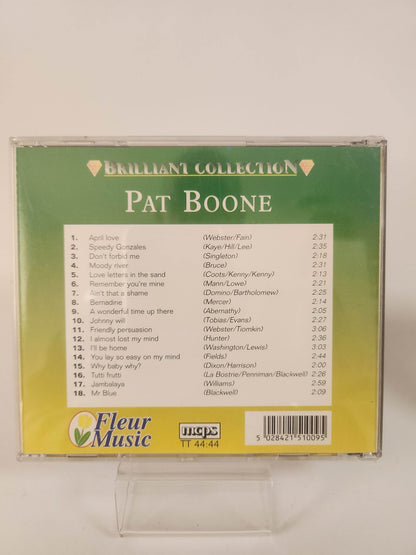 BRILLIANT COLLECTION
PAT BOONE
1. April love (Webster/Fain) 2:31
2. Speedy Gonzales (Kaye/Hill/Lee) 2:35
3. Don't forbid me (Singleton) 2:18
4. Moody river (Bruce) 2:31
5. Love letters in the sand (Coots/Kenny/Kenny) 2:13
6. Remember you're mine (Mann/Lowe) 2:21
7. Ain't that a shame (Domino/Bartholomew) 2:25
8. Bernadine (Mercer) 2:14
9. A wonderful time up there (Abernathy) 2:05
10. Johnny will (Tobias/Evans) 2:27
11. Friendly persuasion (Webster/Tiomkin) 3:06
12. I almost lost my mind (Hunter) 2:36
13. I'll be home (Washington/Lewis) 3:03
14. You lay so easy on my mind (Fields) 2:44
15. Why baby why? (Dixon/Harrison) 2:00
16. Tutti frutti (La Bostrie/Penniman/Blackwell) 2:26
17. Jambalaya (Williams) 2:59
18. Mr Blue (Blackwell) 2:09
Fleur
Music
mcps
TT 44:44
5 028421 510095